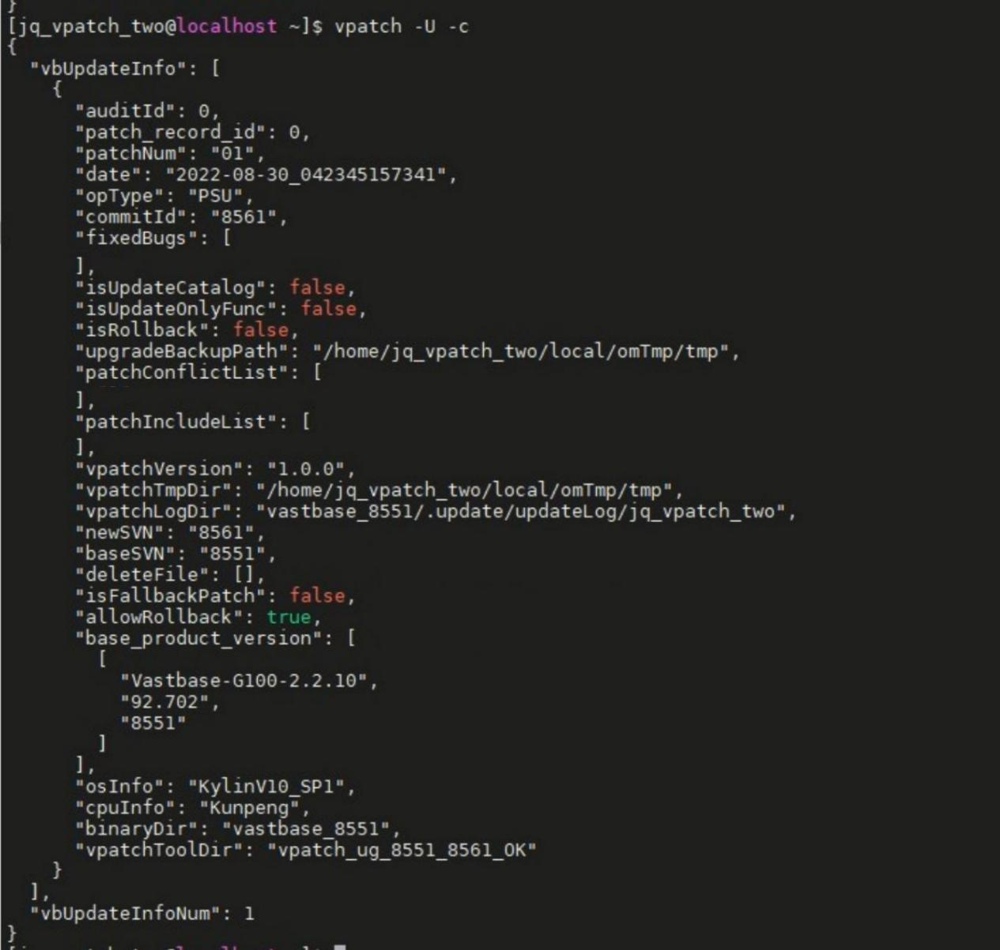 }
[jq_vpatch_two@localhost ~]$ vpatch -U -c
{
  "vbUpdateInfo": [
    {
      "auditId": 0,
      "patch_record_id": 0,
      "patchNum": "01",
      "date": "2022-08-30_042345157341",
      "opType": "PSU",
      "commitId": "8561",
      "fixedBugs": [
      ],
      "isUpdateCatalog": false,
      "isUpdateOnlyFunc": false,
      "isRollback": false,
      "upgradeBackupPath": "/home/jq_vpatch_two/local/omTmp/tmp",
      "patchConflictList": [
      ],
      "patchIncludeList": [
      ],
      "vpatchVersion": "1.0.0",
      "vpatchTmpDir": "/home/jq_vpatch_two/local/omTmp/tmp",
      "vpatchLogDir": "vastbase_8551/.update/updateLog/jq_vpatch_two",
      "newSVN": "8561",
      "baseSVN": "8551",
      "deleteFile": [],
      "isFallbackPatch": false,
      "allowRollback": true,
      "base_product_version": [
        [
          "Vastbase-G100-2.2.10",
          "92.702",
          "8551"
        ]
      ],
      "osInfo": "KylinV10_SP1",
      "cpuInfo": "Kunpeng",
      "binaryDir": "vastbase_8551",
      "vpatchToolDir": "vpatch_ug_8551_8561_OK"
    }
  ],
  "vbUpdateInfoNum": 1
}